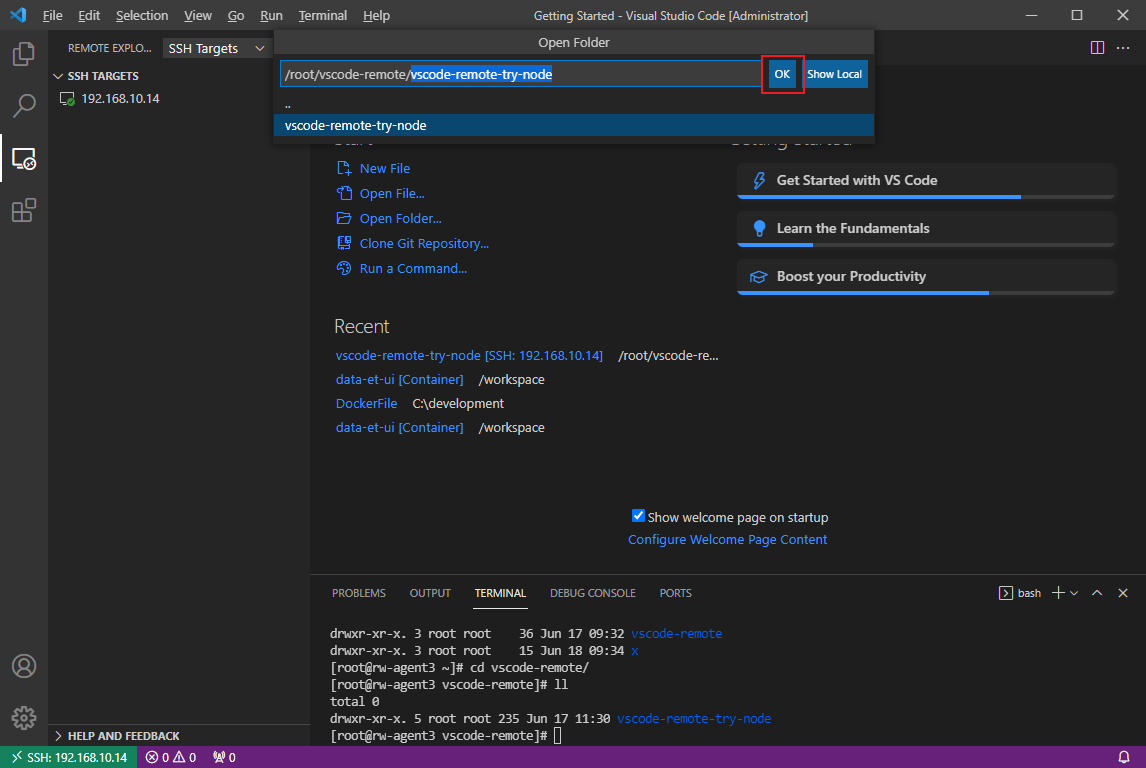 File Edit Selection View Go Run Terminal Help Getting Started - Visual Studio Code [Administrator]
REMOTE EXPLO... SSH Targets
SSH TARGETS
192.168.10.14
Open Folder
/root/vscode-remote/vscode-remote-try-node OK Show Local
..
vscode-remote-try-node
New File
Open File...
Open Folder...
Clone Git Repository...
Run a Command...
Getting Started
Get Started with VS Code
Learn the Fundamentals
Boost your Productivity
Recent
vscode-remote-try-node [SSH: 192.168.10.14] /root/vscode-re...
data-et-ui [Container] /workspace
DockerFile C:\development
data-et-ui [Container] /workspace
Show welcome page on startup
Configure Welcome Page Content
PROBLEMS OUTPUT TERMINAL DEBUG CONSOLE PORTS bash
drwxr-xr-x. 3 root root 36 Jun 17 09:32 vscode-remote
drwxr-xr-x. 3 root root 15 Jun 18 09:34 x
[root@rw-agent3 ~]# cd vscode-remote/
[root@rw-agent3 vscode-remote]# ll
total 0
drwxr-xr-x. 5 root root 235 Jun 17 11:30 vscode-remote-try-node
[root@rw-agent3 vscode-remote]#
HELP AND FEEDBACK
SSH: 192.168.10.14 0 0 0